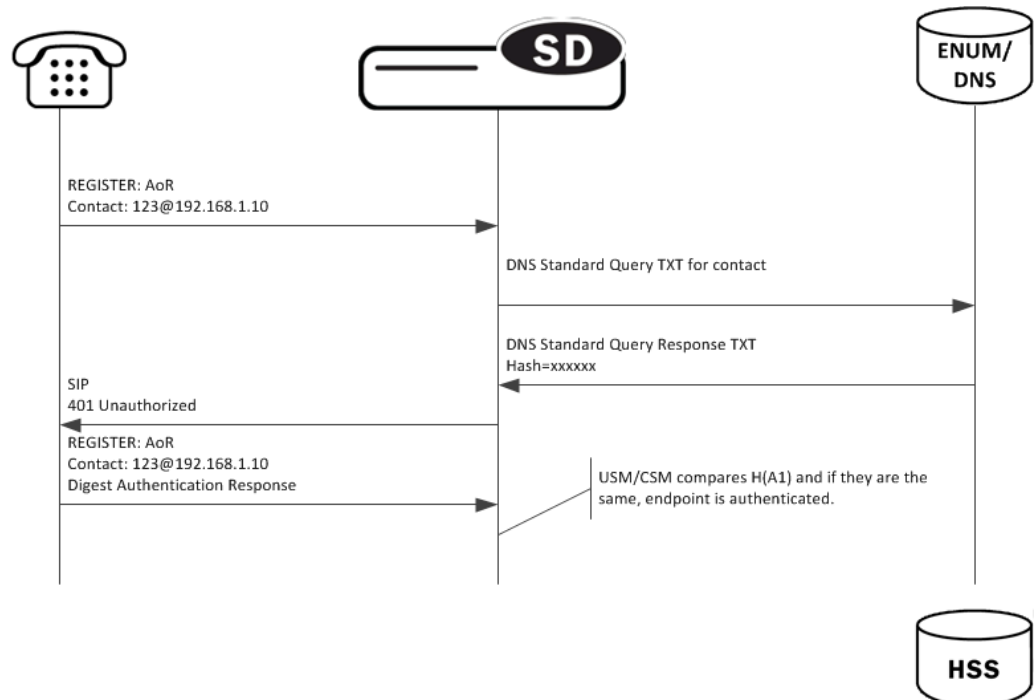 SD
ENUM/
DNS
REGISTER: AoR
Contact: 123@192.168.1.10
DNS Standard Query TXT for contact
DNS Standard Query Response TXT
Hash=xxxxxx
SIP
401 Unauthorized
REGISTER: AoR
Contact: 123@192.168.1.10
Digest Authentication Response
USM/CSM compares H(A1) and if they are the
same, endpoint is authenticated.
HSS